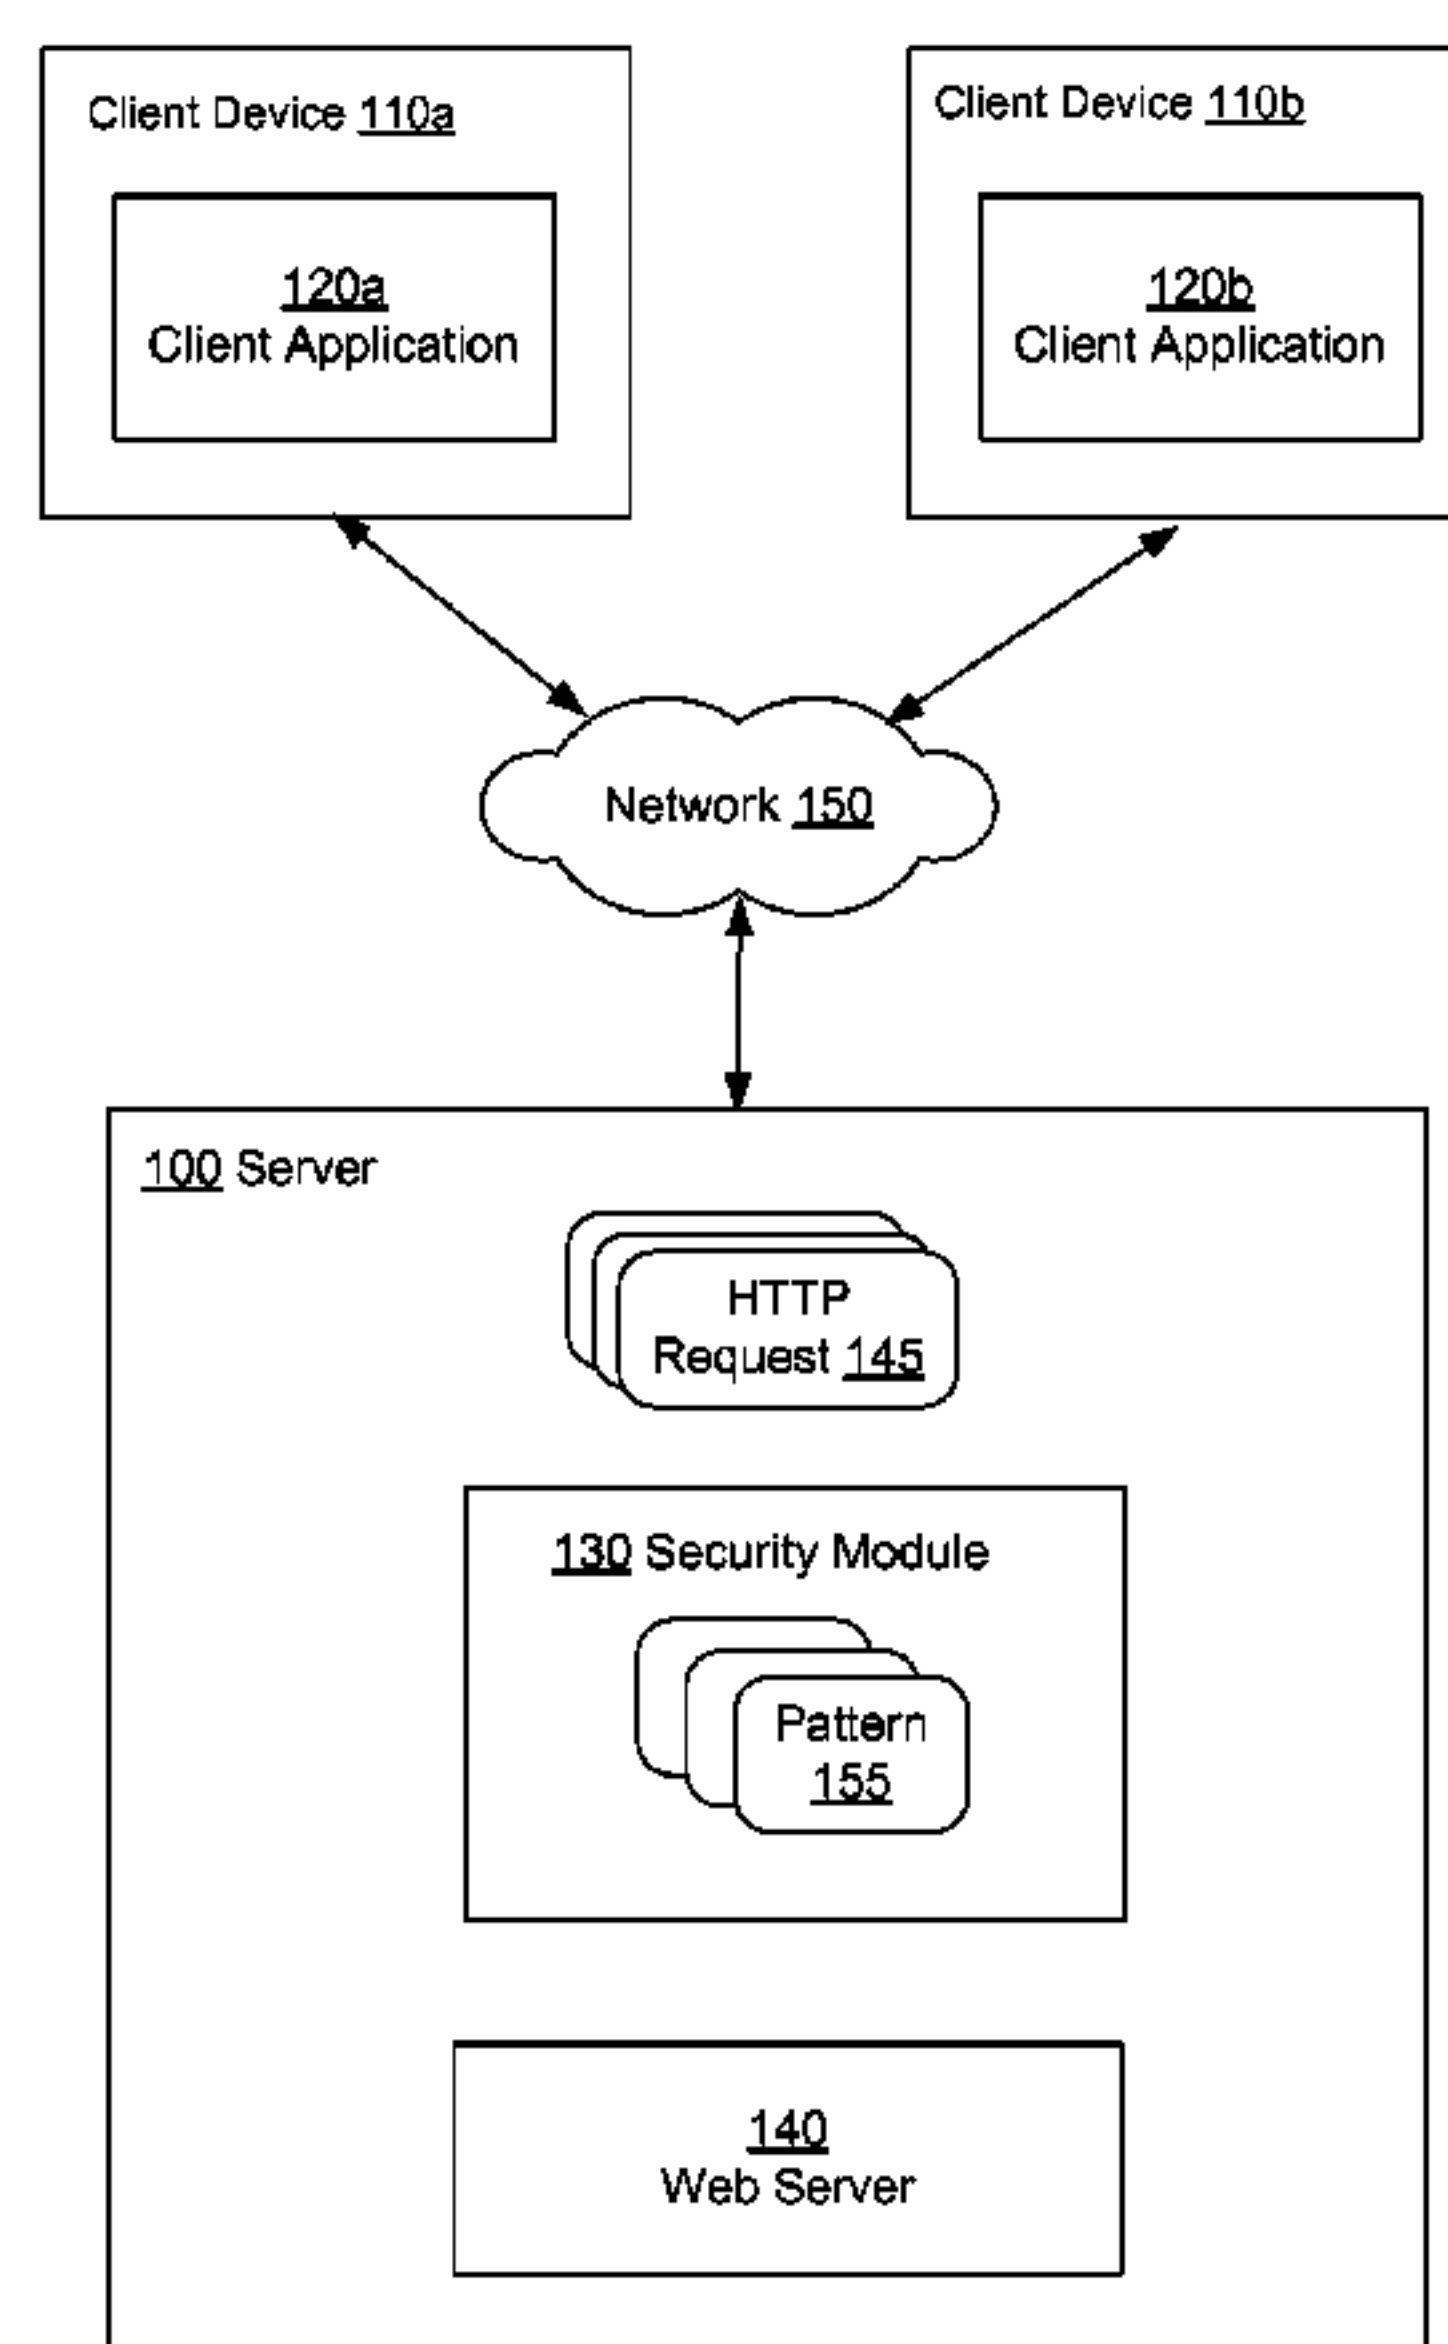 Client Device 110a
Client Device 110b
120a
Client Application
120b
Client Application
Network 150
100 Server
HTTP
Request 145
130 Security Module
Pattern
155
140
Web Server